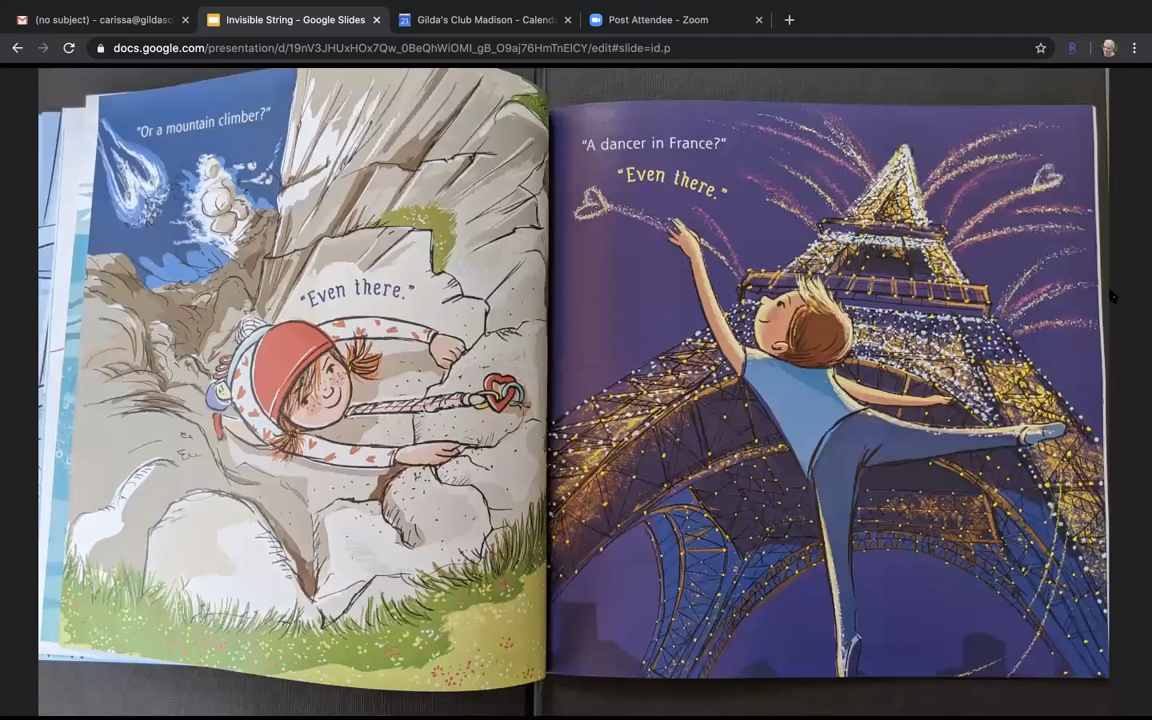 (no subject) - carissa@gildasc
Invisible String - Google Slides
Gilda's Club Madison - Calend
Post Attendee - Zoom
docs.google.com/presentation/d/19nV3JHUxHOx7Qw_0BeQhWiOMI_gB_O9aj76HmTnElCY/edit#slide=id.p
"Or a mountain climber?"
"Even there."
"A dancer in France?"
"Even there."